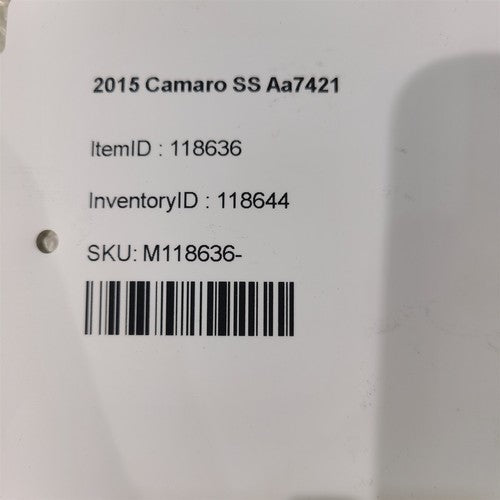 2015 Camaro SS Aa7421
ItemID : 118636
InventoryID : 118644
SKU: M118636-